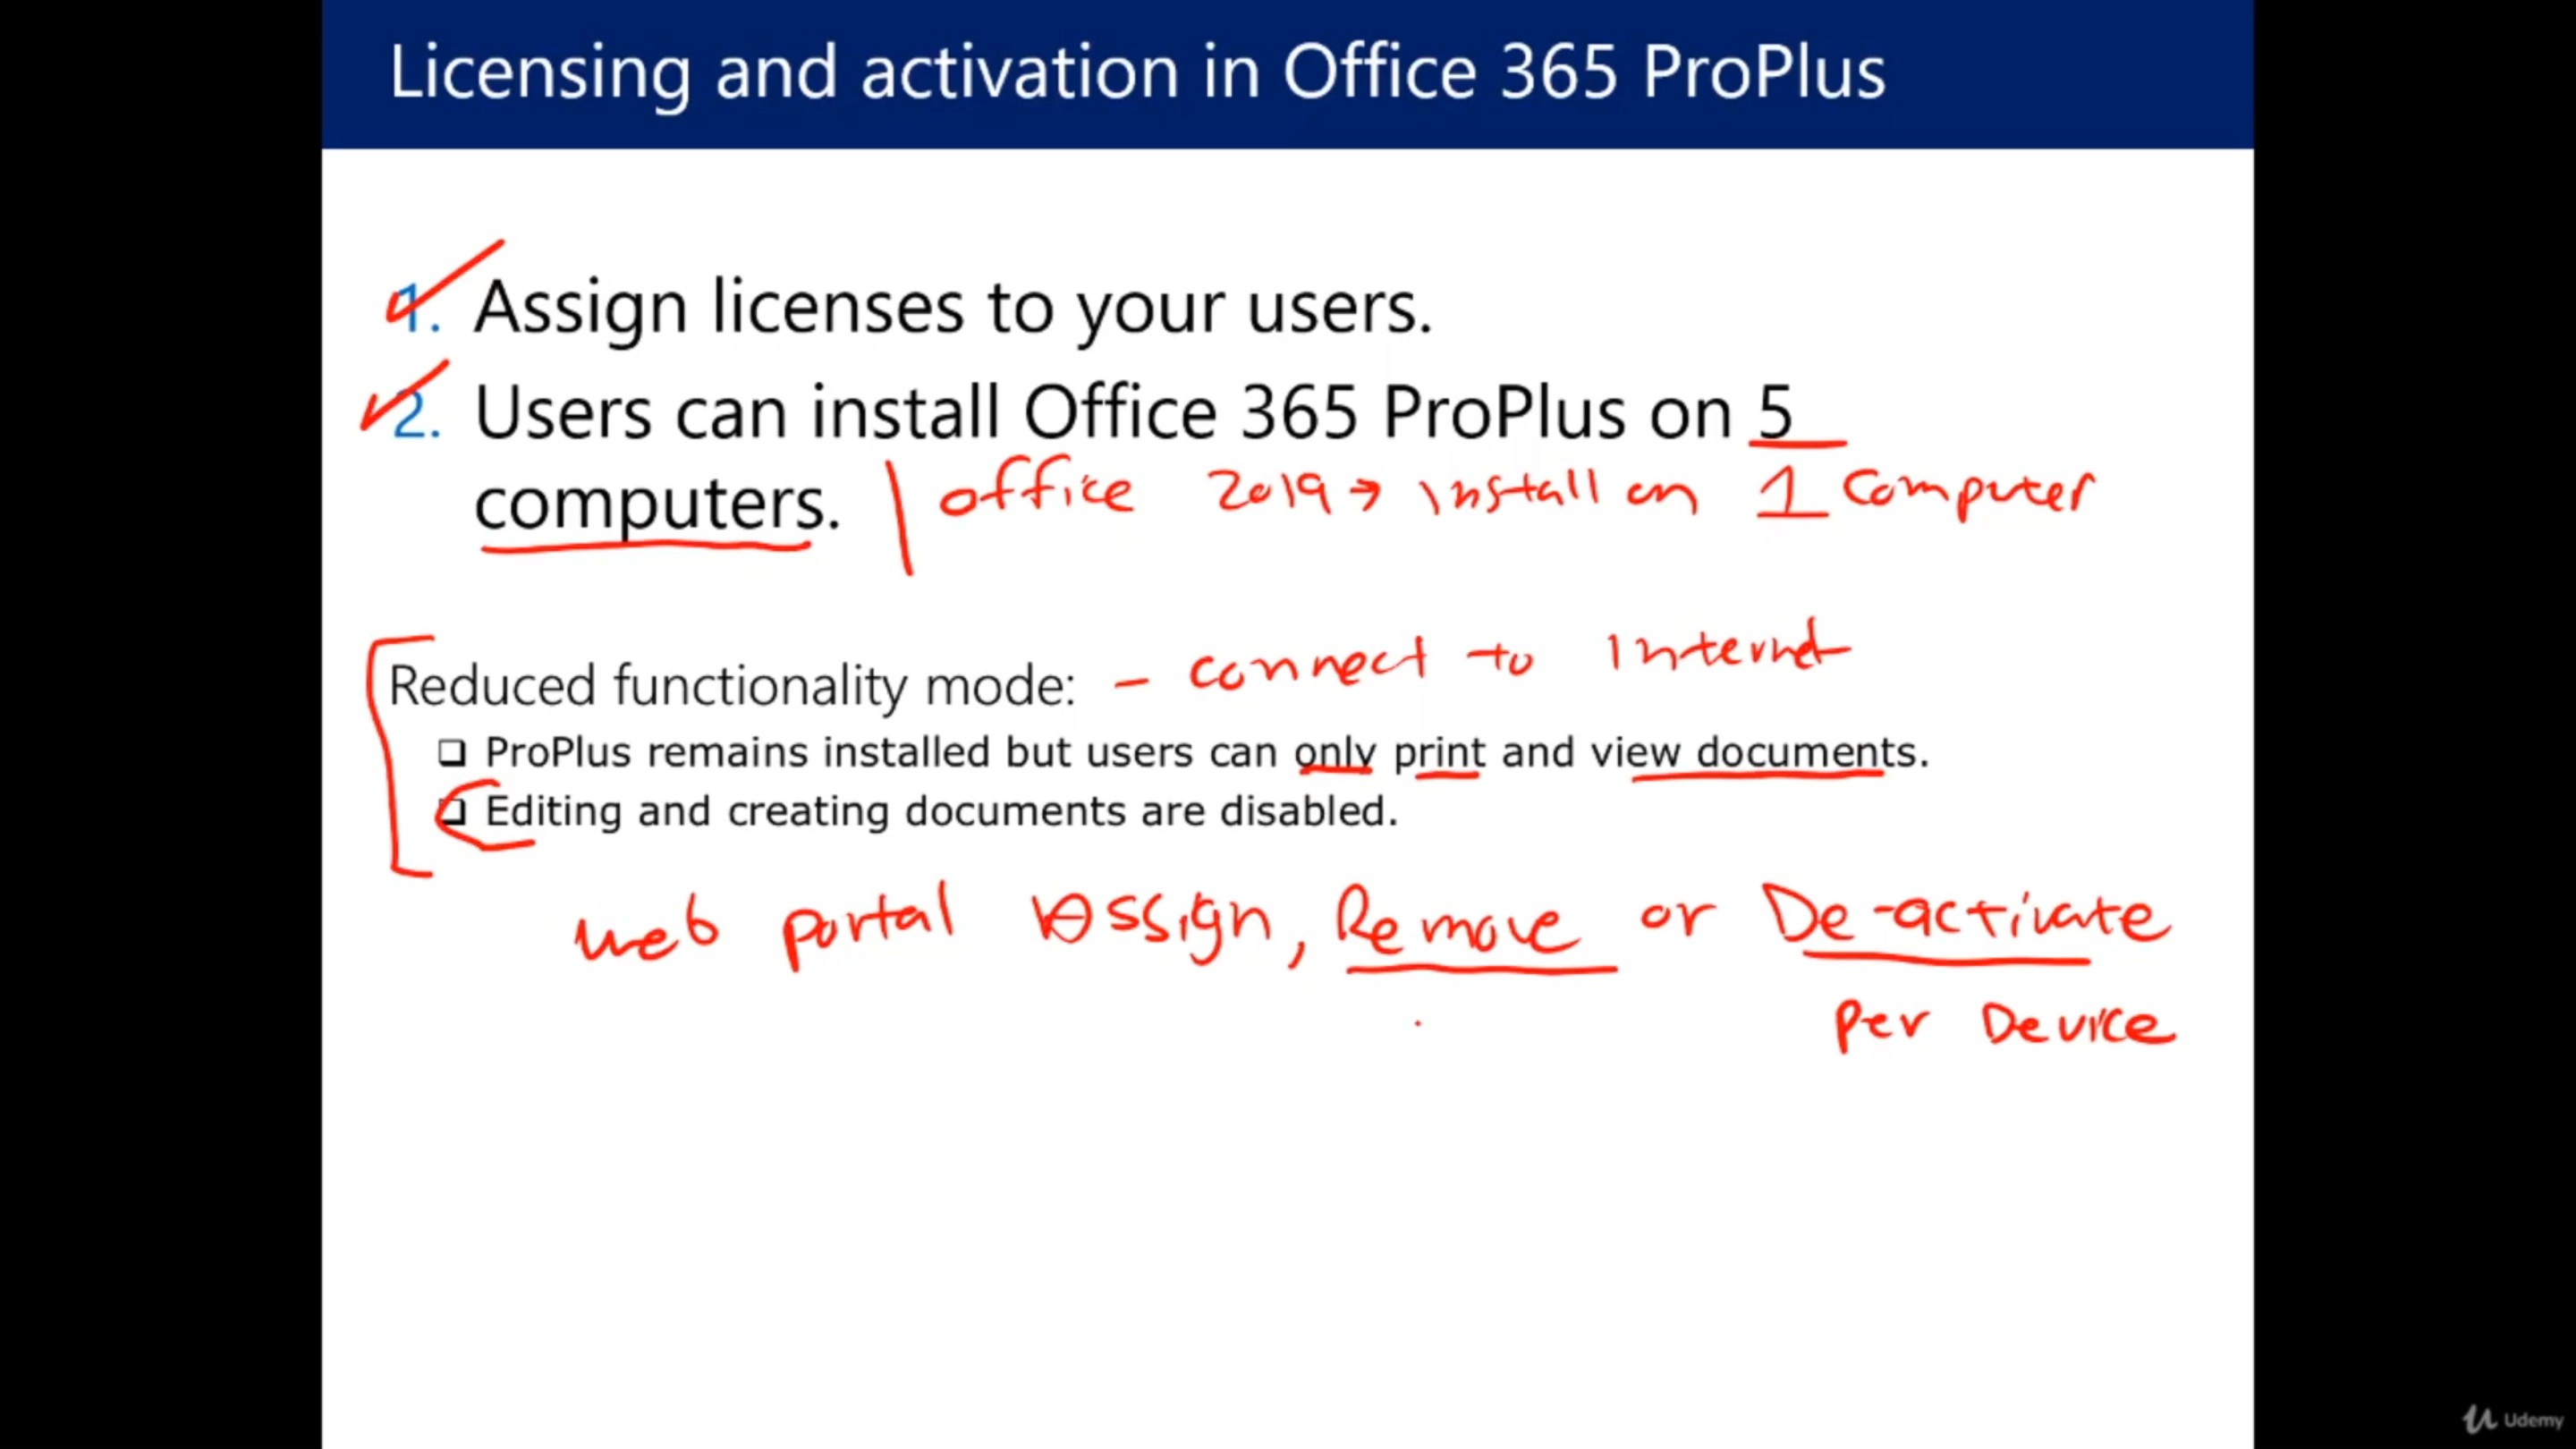 Licensing and activation in Office 365 ProPlus
1. Assign licenses to your users.
2. Users can install Office 365 ProPlus on 5
computers. office 2019 → install on 1 computer
Reduced functionality mode: - connect to internet
❑ ProPlus remains installed but users can only print and view documents.
❑ Editing and creating documents are disabled.
web portal Assign, Remove or De-activate
per Device
Udemy